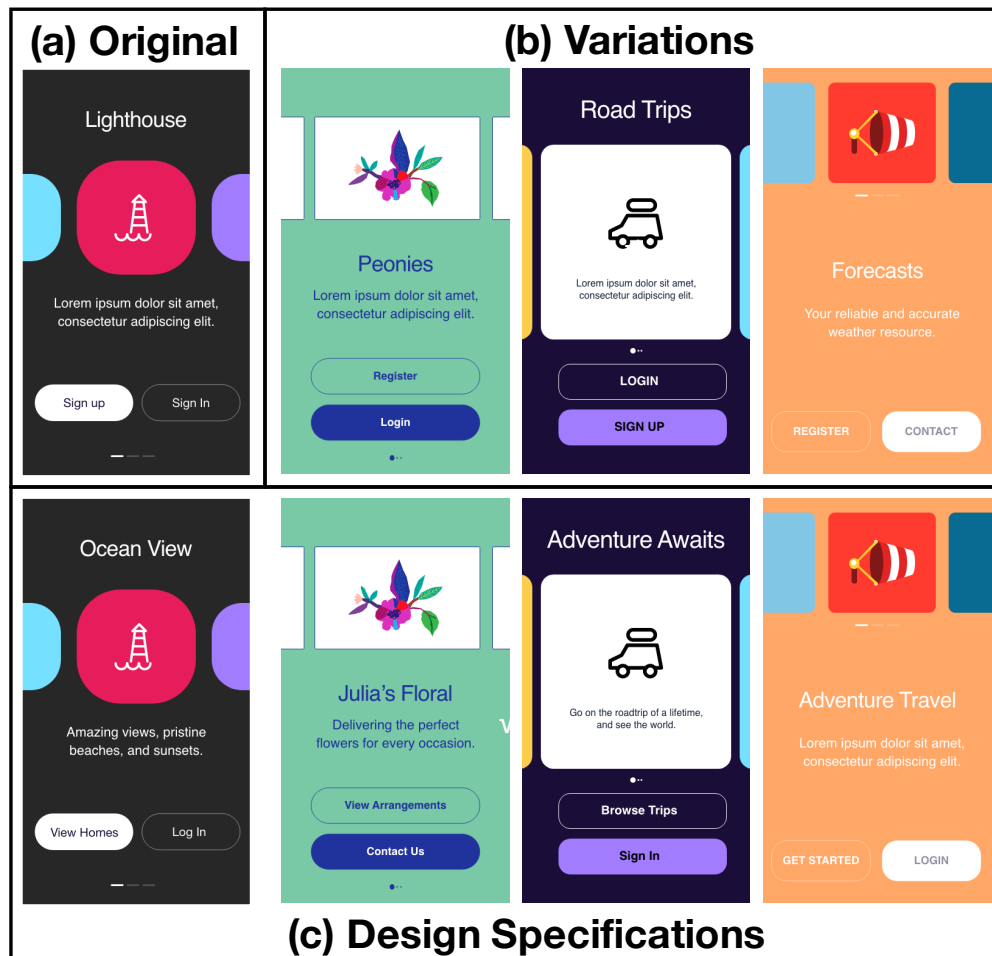 (a) Original
(b) Variations
Lighthouse
Lorem ipsum dolor sit amet,
consectetur adipiscing elit.
Sign up
Sign In
Peonies
Lorem ipsum dolor sit amet,
consectetur adipiscing elit.
Register
Login
Road Trips
Lorem ipsum dolor sit amet,
consectetur adipiscing elit.
LOGIN
SIGN UP
Forecasts
Your reliable and accurate
weather resource.
REGISTER
CONTACT
Ocean View
Amazing views, pristine
beaches, and sunsets.
View Homes
Log In
Julia's Floral
Delivering the perfect
flowers for every occasion.
View Arrangements
Contact Us
Adventure Awaits
Go on the roadtrip of a lifetime,
and see the world.
Browse Trips
Sign In
Adventure Travel
Lorem ipsum dolor sit amet,
consectetur adipiscing elit.
GET STARTED
LOGIN
(c) Design Specifications